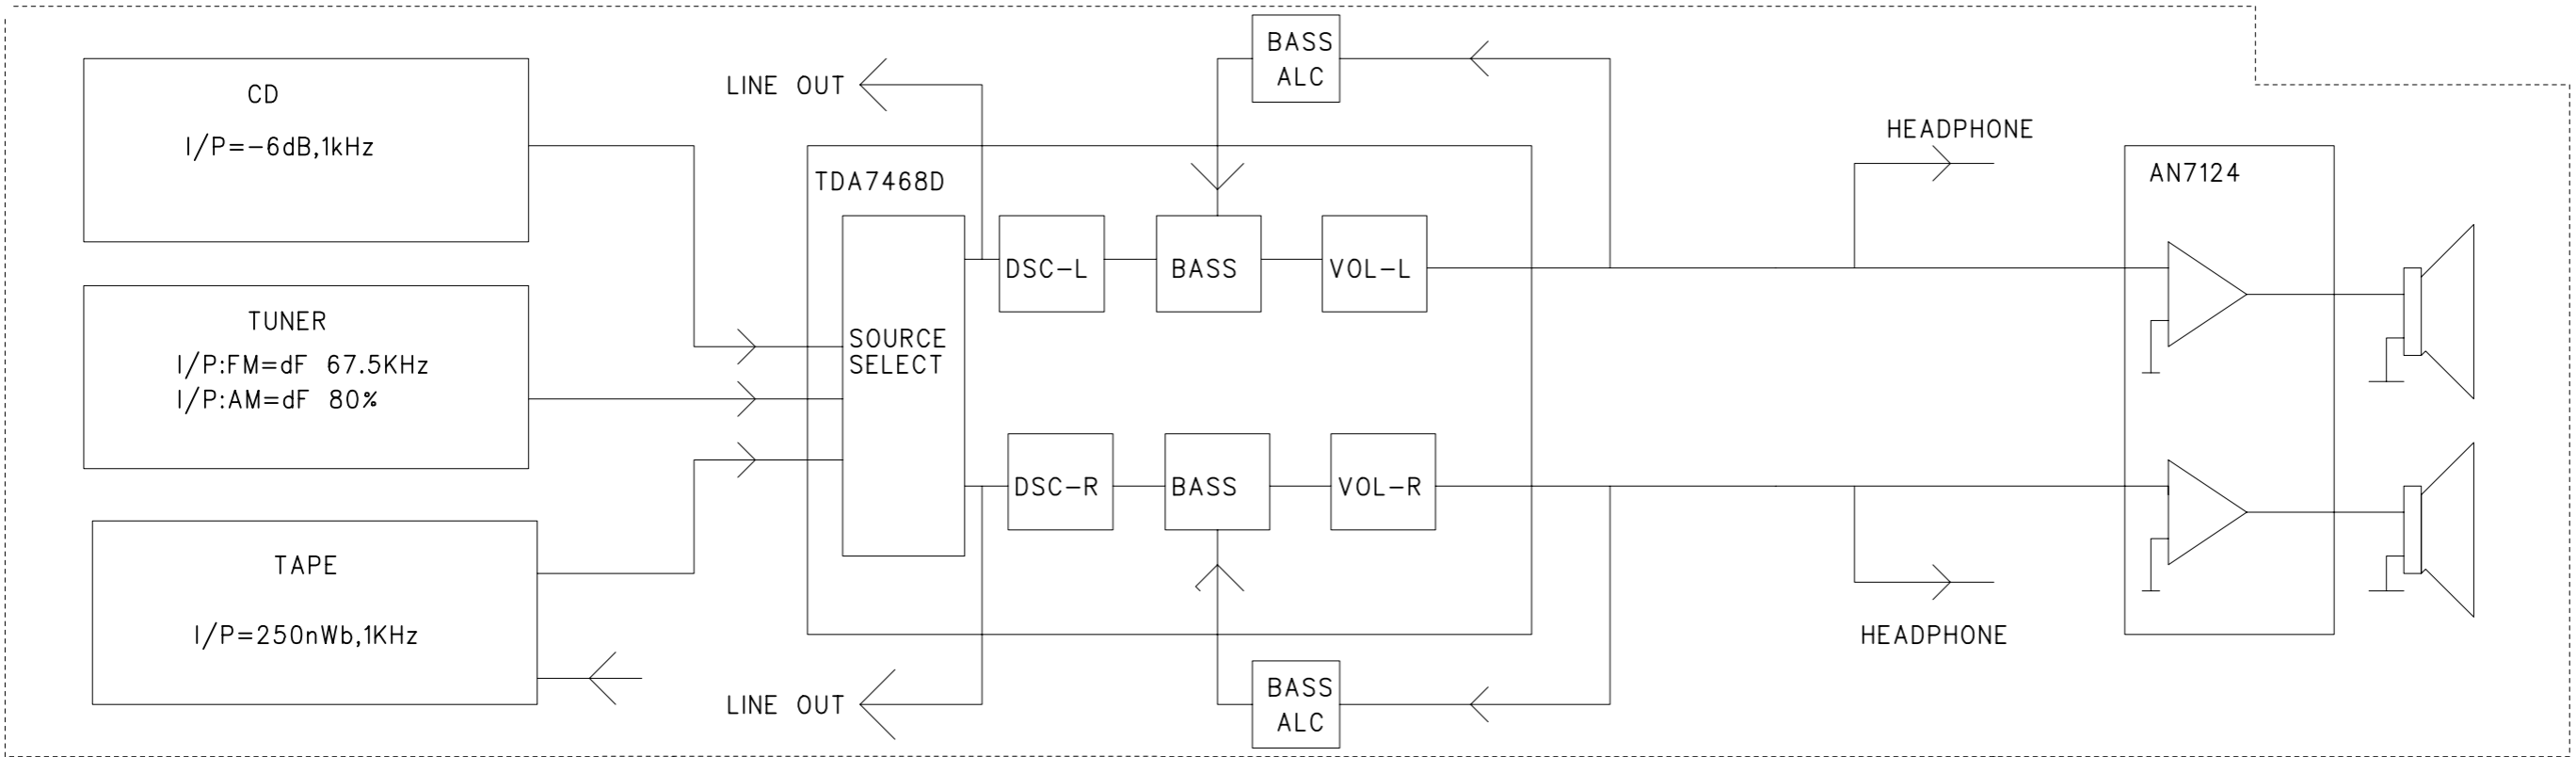 CD
I/P=-6dB,1kHz
TUNER
I/P:FM=dF 67.5KHz
I/P:AM=dF 80%
TAPE
I/P=250nWb,1KHz
LINE OUT
BASS
ALC
TDA7468D
SOURCE
SELECT
DSC-L
BASS
VOL-L
DSC-R
BASS
VOL-R
LINE OUT
BASS
ALC
HEADPHONE
HEADPHONE
AN7124